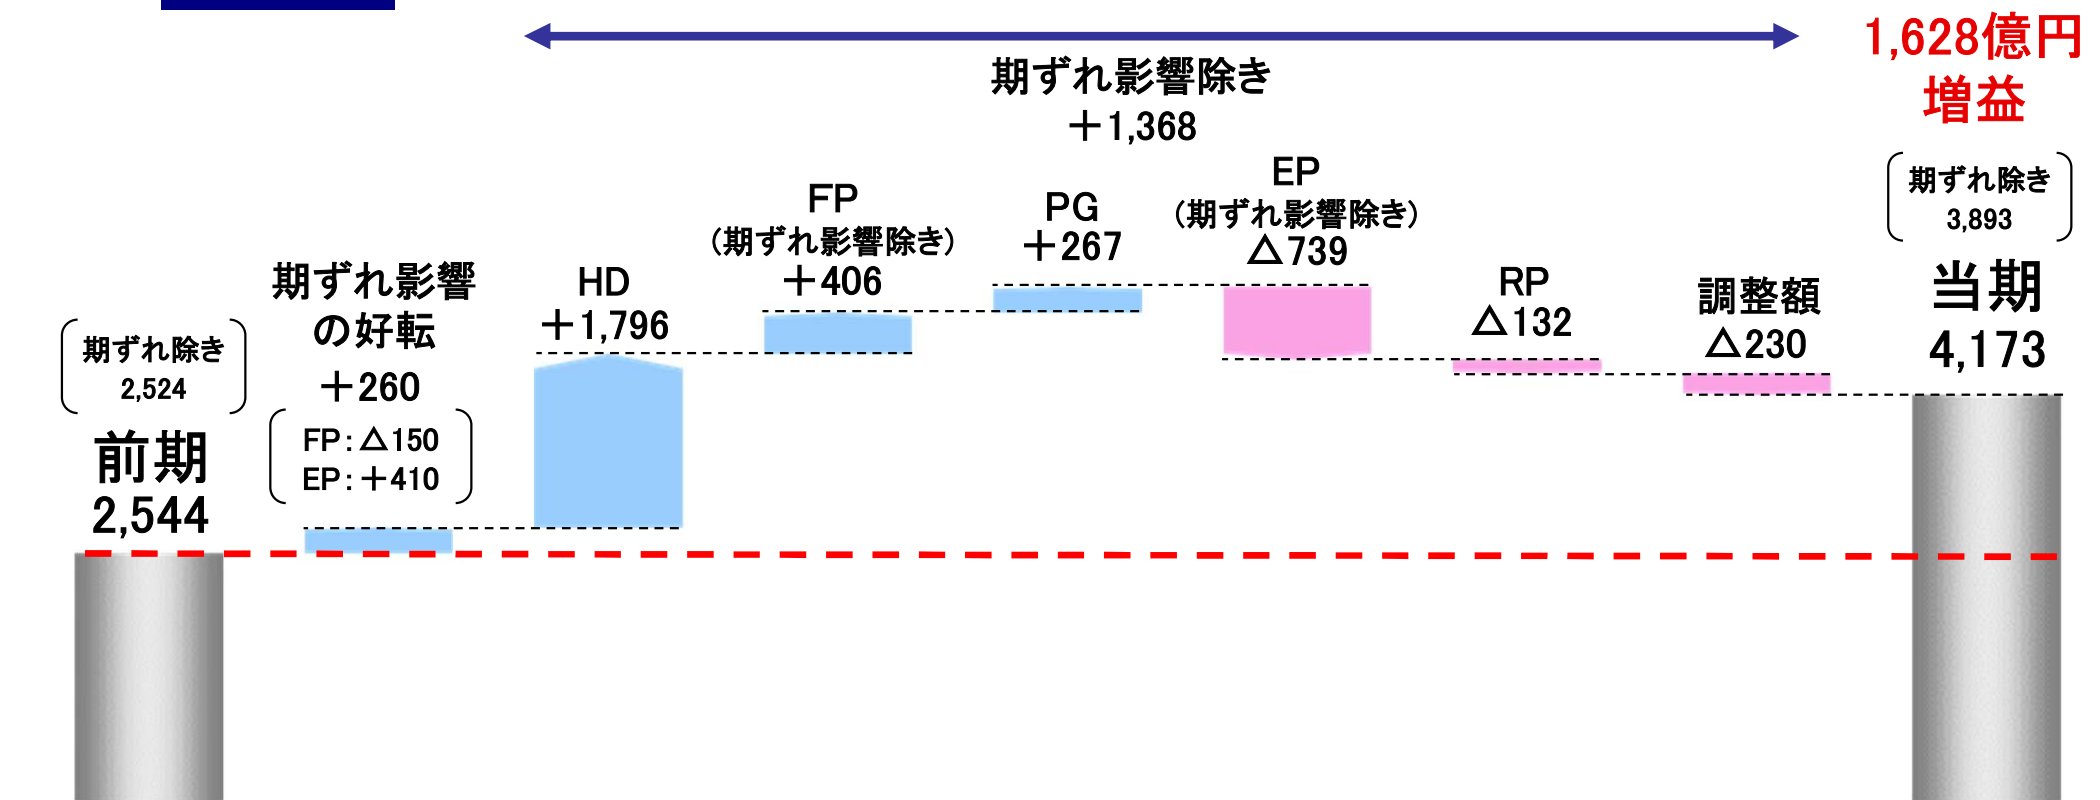 期ずれ影響除き
＋1,368
1,628億円
増益
期ずれ除き
2,524
前期
2,544
期ずれ影響
の好転
＋260
FP：△150
EP：＋410
HD
＋1,796
FP
(期ずれ影響除き)
＋406
PG
＋267
EP
(期ずれ影響除き)
△739
RP
△132
調整額
△230
期ずれ除き
3,893
当期
4,173